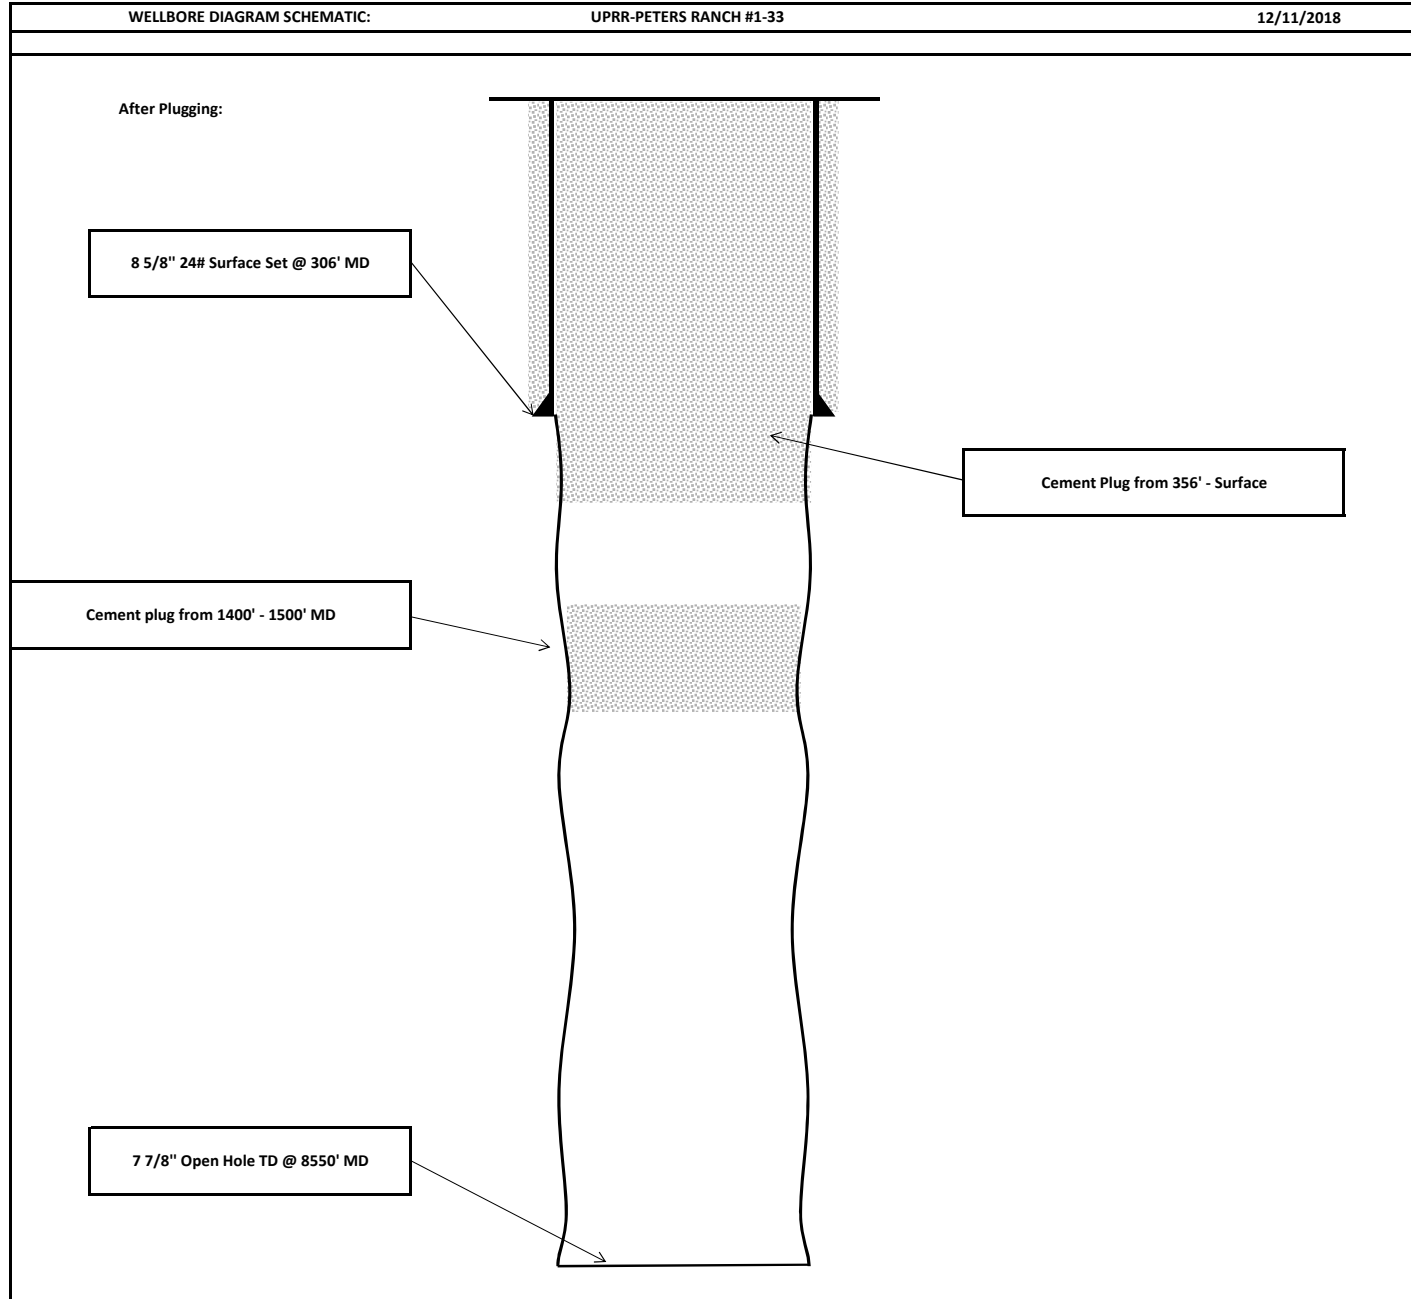 WELLBORE DIAGRAM SCHEMATIC: UPRR-PETERS RANCH #1-33 12/11/2018
After Plugging:
8 5/8" 24# Surface Set @ 306' MD
Cement Plug from 356' - Surface
Cement plug from 1400' - 1500' MD
7 7/8" Open Hole TD @ 8550' MD